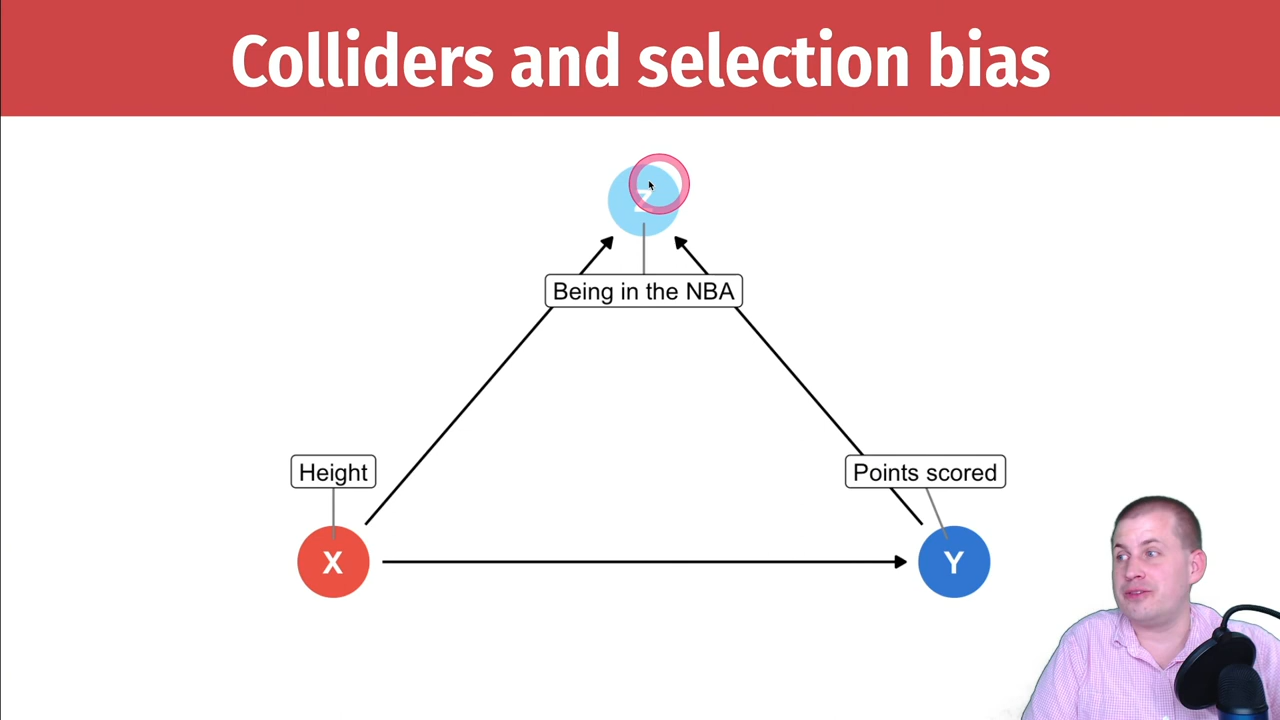 Colliders and selection bias
Z
Being in the NBA
Height
Points scored
X
Y